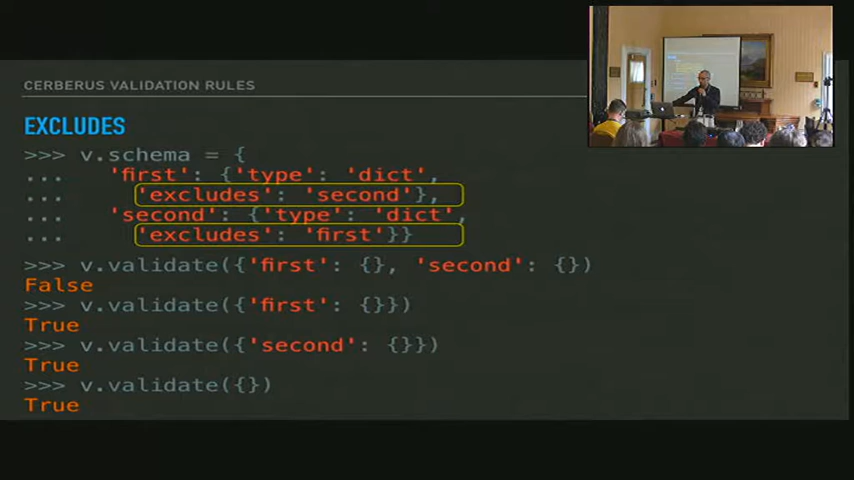 CERBERUS VALIDATION RULES
EXCLUDES
>>> v.schema = {
... 'first': {'type': 'dict',
... 'excludes': 'second'},
... 'second': {'type': 'dict',
... 'excludes': 'first'}}
>>> v.validate({'first': {}, 'second': {})
False
>>> v.validate({'first': {}})
True
>>> v.validate({'second': {}})
True
>>> v.validate({})
True